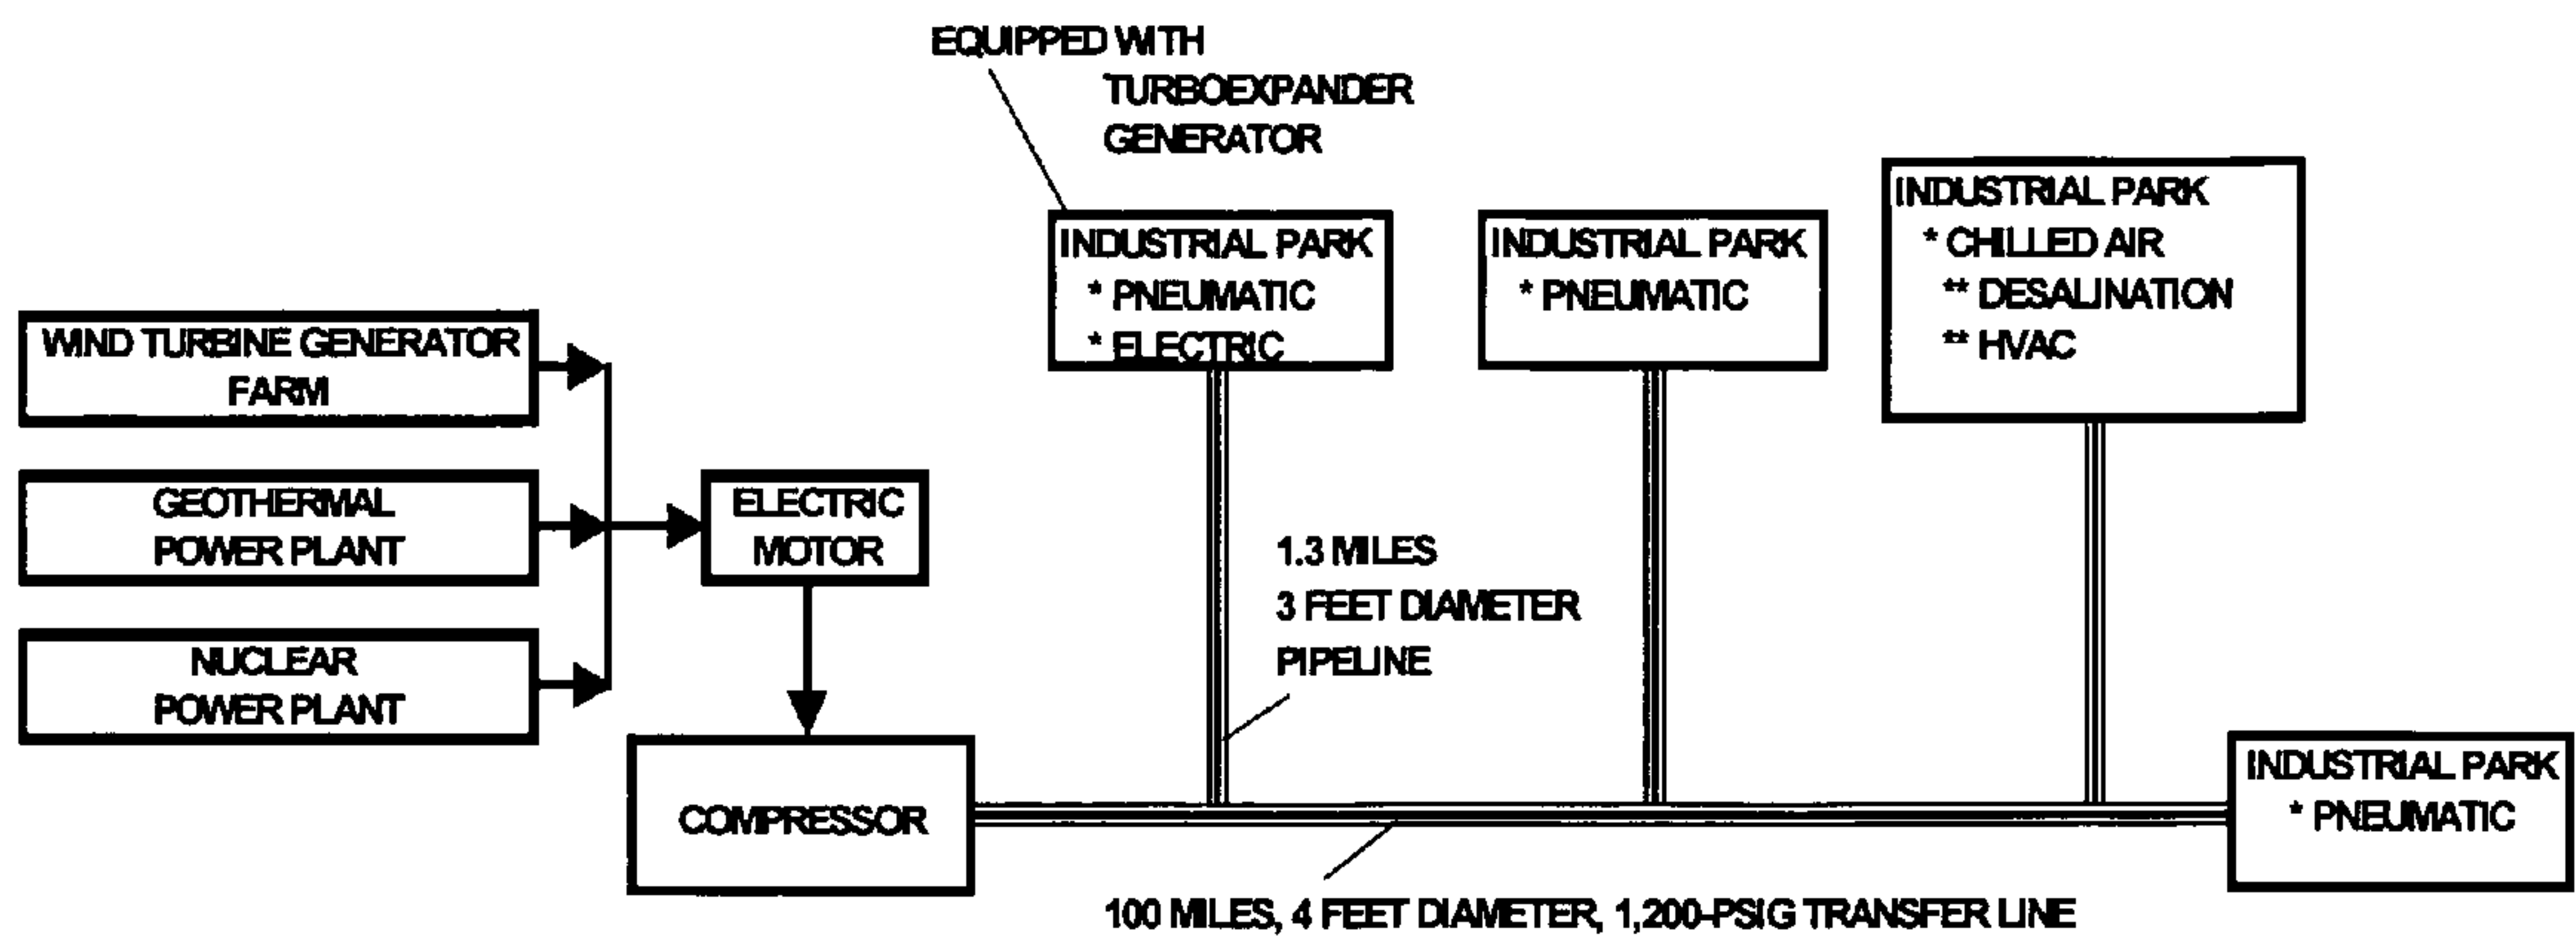 EQUIPPED WITH
TURBOEXPANDER
GENERATOR
INDUSTRIAL PARK
* PNEUMATIC
* ELECTRIC
INDUSTRIAL PARK
* PNEUMATIC
INDUSTRIAL PARK
* CHILLED AIR
** DESALINATION
** HVAC
WIND TURBINE GENERATOR
FARM
GEOTHERMAL
POWER PLANT
NUCLEAR
POWER PLANT
ELECTRIC
MOTOR
COMPRESSOR
1.3 MILES
3 FEET DIAMETER
PIPELINE
INDUSTRIAL PARK
* PNEUMATIC
100 MILES, 4 FEET DIAMETER, 1,200-PSIG TRANSFER LINE